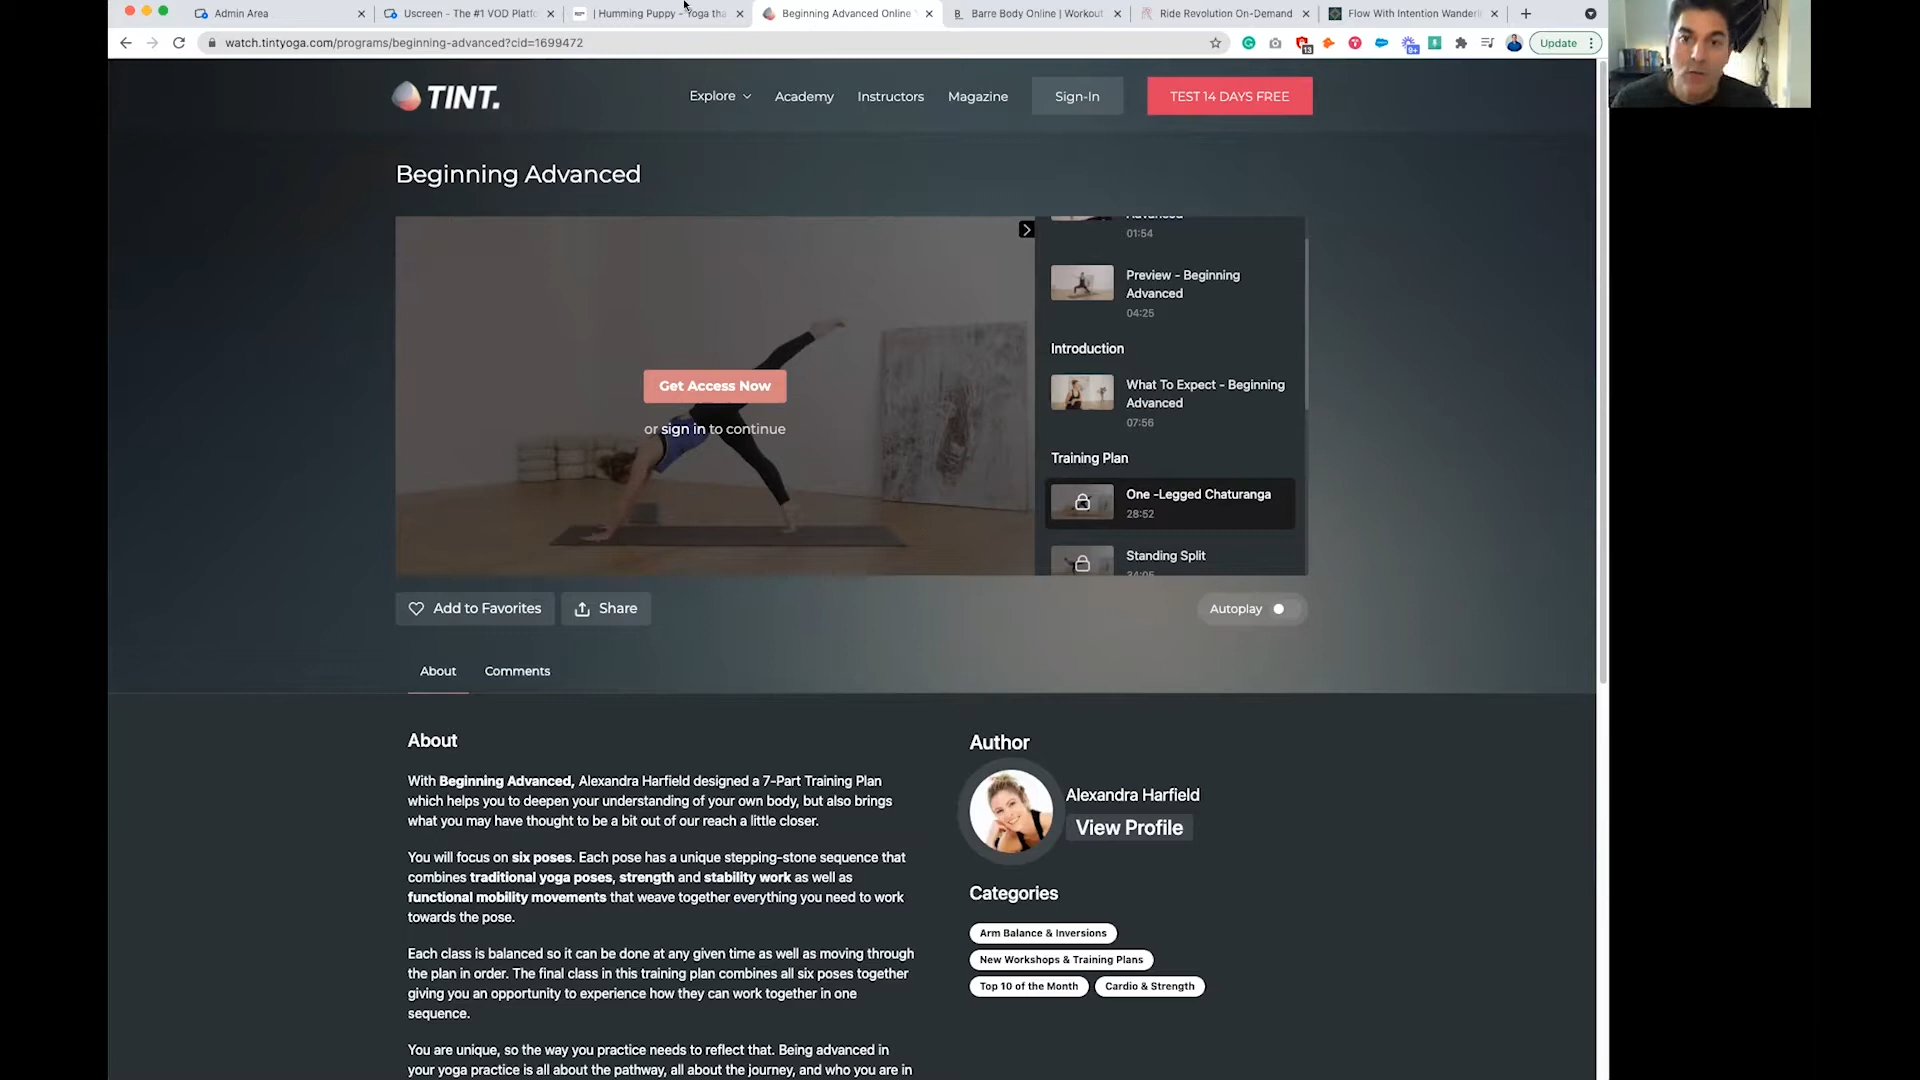 Admin Area
Uscreen - The #1 VOD Platfo
| Humming Puppy - Yoga tha
Beginning Advanced Online
Barre Body Online | Workout
Ride Revolution On-Demand
Flow With Intention Wanderl
watch.tintyoga.com/programs/beginning-advanced?cid=1699472
13
9+
Update
TINT.
Explore
Academy
Instructors
Magazine
Sign-In
TEST 14 DAYS FREE
Beginning Advanced
Advanced
01:54
Preview - Beginning
Advanced
04:25
Introduction
What To Expect - Beginning
Advanced
07:56
Training Plan
One -Legged Chaturanga
28:52
Standing Split
34:05
Get Access Now
or sign in to continue
Add to Favorites
Share
Autoplay
About
Comments
About
With Beginning Advanced, Alexandra Harfield designed a 7-Part Training Plan
which helps you to deepen your understanding of your own body, but also brings
what you may have thought to be a bit out of our reach a little closer.
You will focus on six poses. Each pose has a unique stepping-stone sequence that
combines traditional yoga poses, strength and stability work as well as
functional mobility movements that weave together everything you need to work
towards the pose.
Each class is balanced so it can be done at any given time as well as moving through
the plan in order. The final class in this training plan combines all six poses together
giving you an opportunity to experience how they can work together in one
sequence.
You are unique, so the way you practice needs to reflect that. Being advanced in
your yoga practice is all about the pathway, all about the journey, and who you are in
Author
Alexandra Harfield
View Profile
Categories
Arm Balance & Inversions
New Workshops & Training Plans
Top 10 of the Month
Cardio & Strength